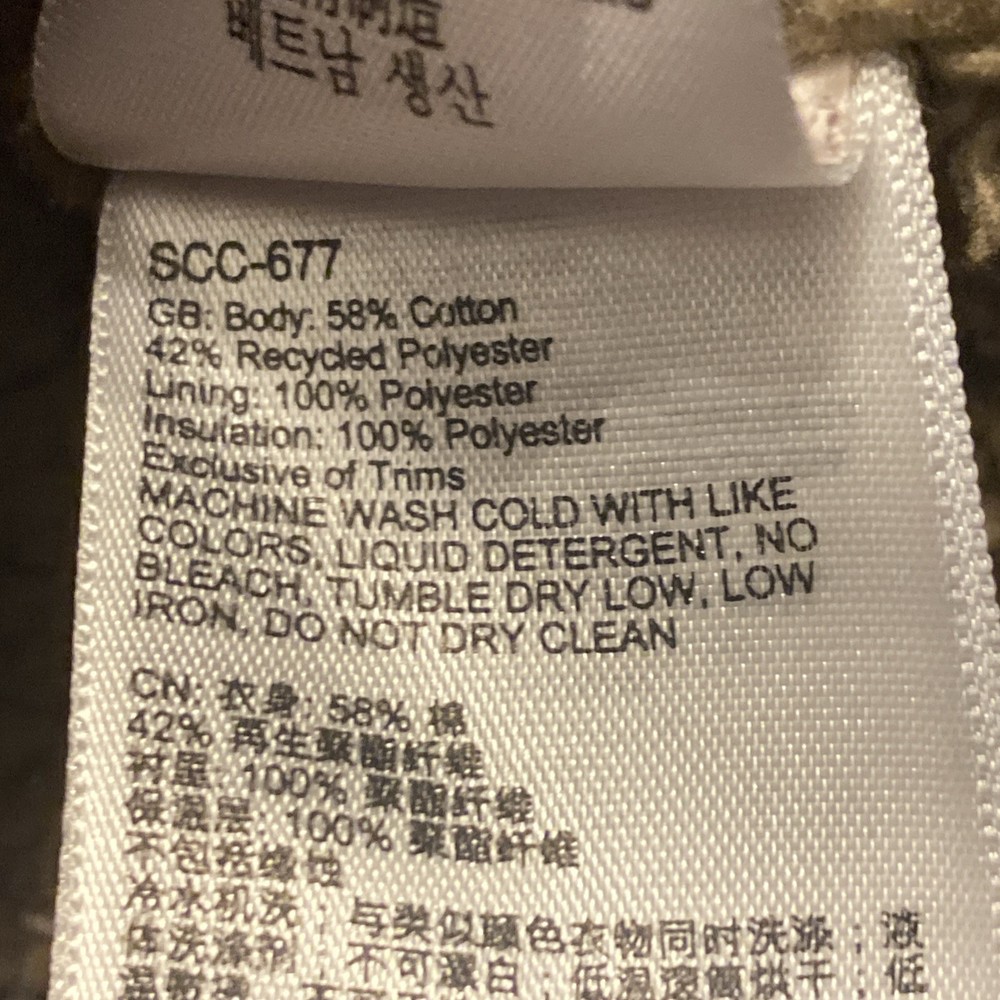 베트남 생산
SCC-677
GB: Body: 58% Cotton
42% Recycled Polyester
Lining: 100% Polyester
Insulation: 100% Polyester
Exclusive of Trims
MACHINE WASH COLD WITH LIKE
COLORS, LIQUID DETERGENT, NO
BLEACH, TUMBLE DRY LOW, LOW
IRON, DO NOT DRY CLEAN
CN: 衣身: 58% 棉
42% 再生聚酯纤维
衬里: 100% 聚酯纤维
保温层: 100% 聚酯纤维
不包括缘饰
冷水机洗；与类似颜色衣物同时洗涤；液
体洗涤剂；不可漂白；低温滚筒烘干；低